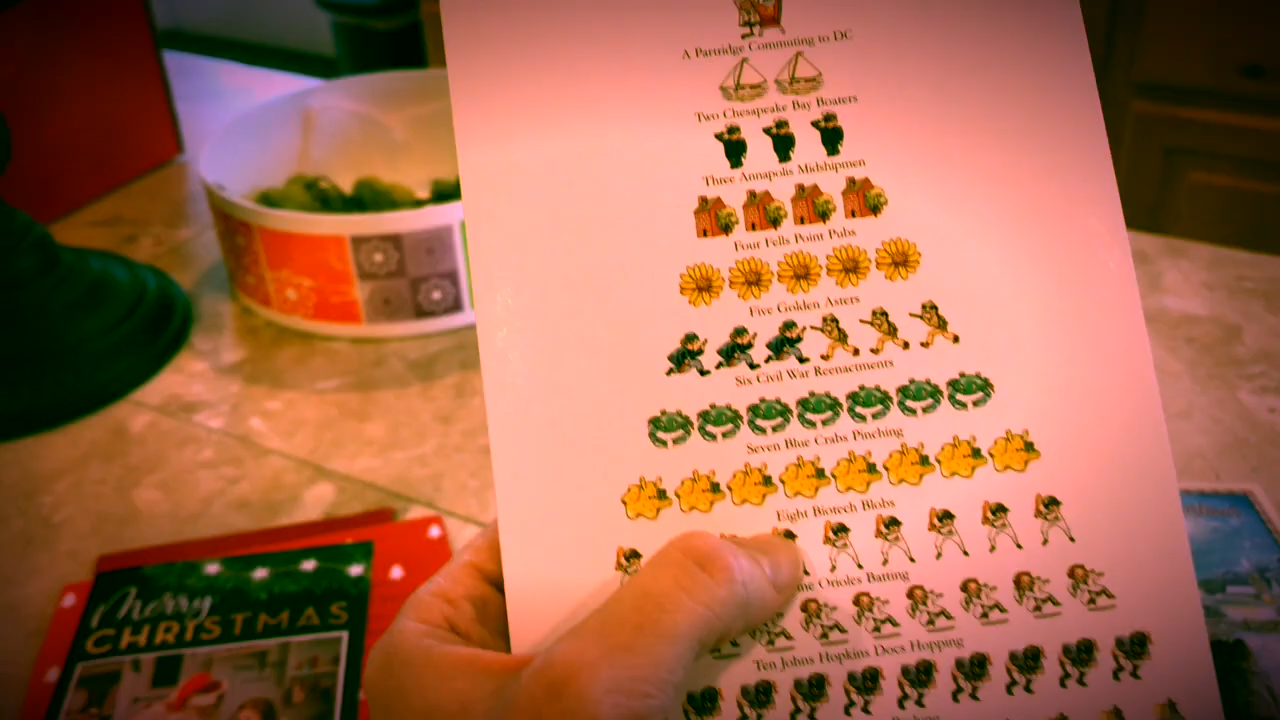 A Partridge Commuting to DC
Two Chesapeake Bay Boaters
Three Annapolis Midshipmen
Four Fells Point Pubs
Five Golden Asters
Six Civil War Reenactments
Seven Blue Crabs Pinching
Eight Biotech Blobs
Orioles Batting
Ten Johns Hopkins Docs Hopping
Merry
CHRISTMAS